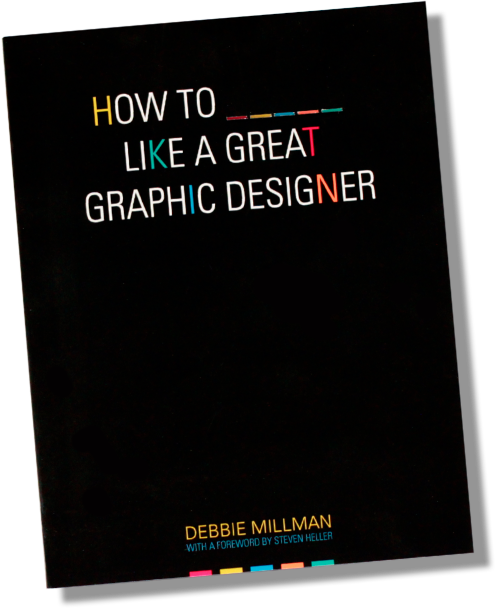 HOW TO _ _ _ _ _
LIKE A GREAT
GRAPHIC DESIGNER
DEBBIE MILLMAN
WITH A FOREWORD BY STEVEN HELLER